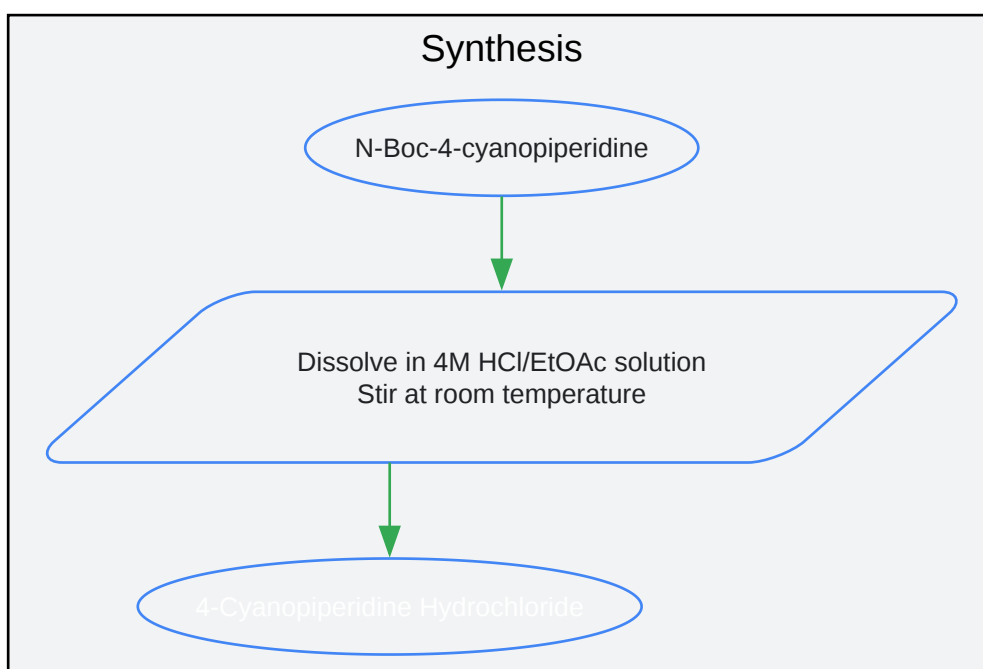 Synthesis
N-Boc-4-cyanopiperidine
Dissolve in 4M HCl/EtOAc solution
Stir at room temperature
4-Cyanopiperidine Hydrochloride